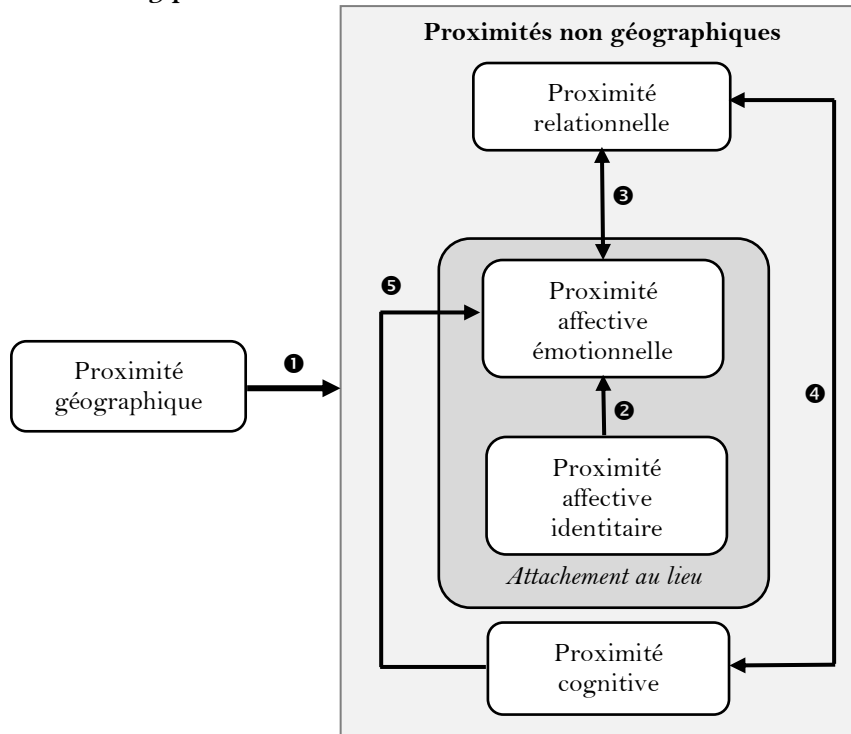 Proximités non géographiques
Proximité
relationnelle
❸
❺
Proximité
affective
émotionnelle
Proximité
géographique
❶
❷
❹
Proximité
affective
identitaire
Attachement au lieu
Proximité
cognitive